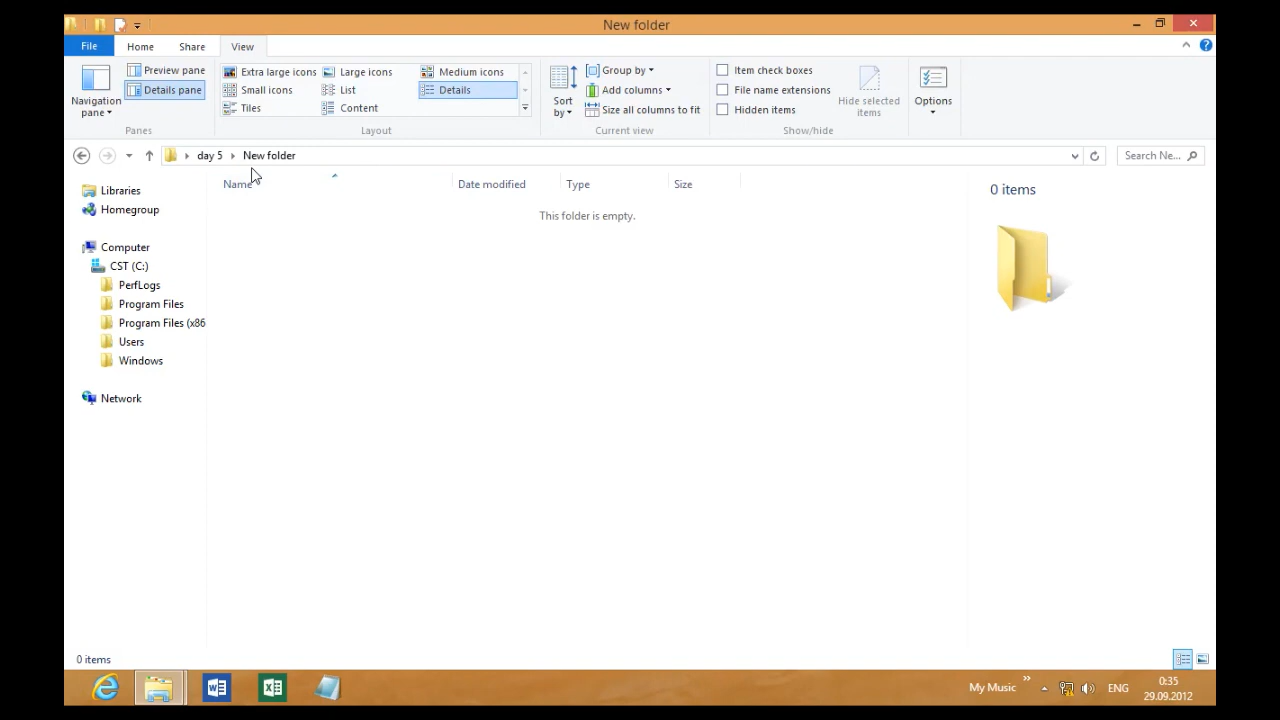 New folder
File Home Share View
Preview pane Extra large icons Large icons Medium icons Group by Item check boxes
Navigation pane Details pane Small icons List Details Sort by Add columns File name extensions Hide selected items Options
Tiles Content Size all columns to fit Hidden items
Panes Layout Current view Show/hide
day 5 New folder Search Ne...
Name Date modified Type Size
This folder is empty.
0 items
Libraries
Homegroup
Computer
CST (C:)
PerfLogs
Program Files
Program Files (x86
Users
Windows
Network
0 items
My Music ENG 0:35
29.09.2012